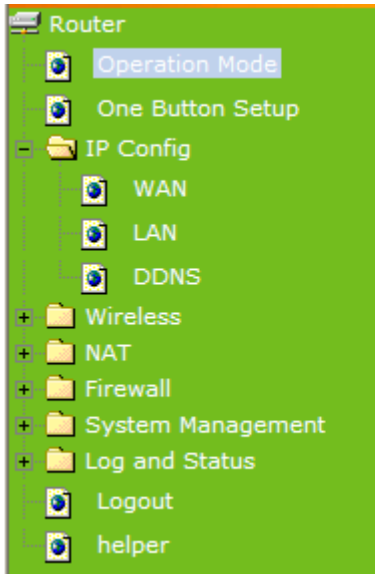 Router
Operation Mode
One Button Setup
IP Config
WAN
LAN
DDNS
Wireless
NAT
Firewall
System Management
Log and Status
Logout
helper